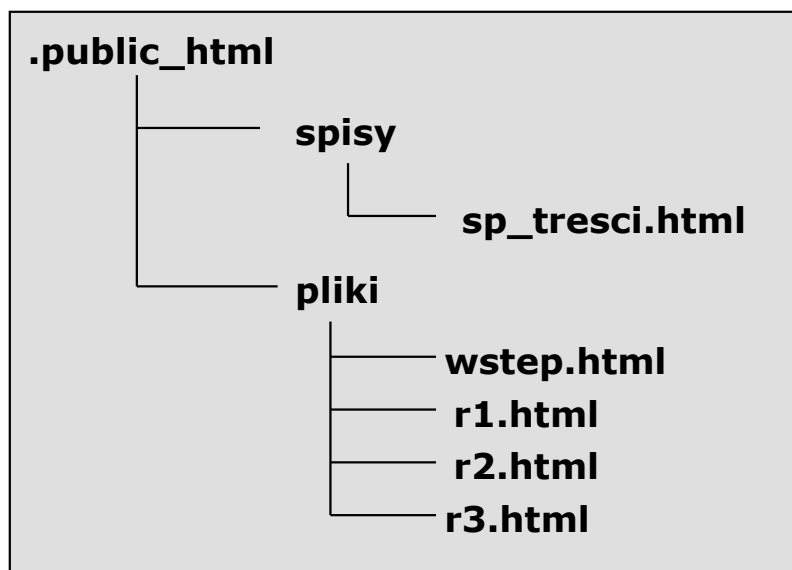 .public_html
spisy
sp_tresci.html
pliki
wstep.html
r1.html
r2.html
r3.html